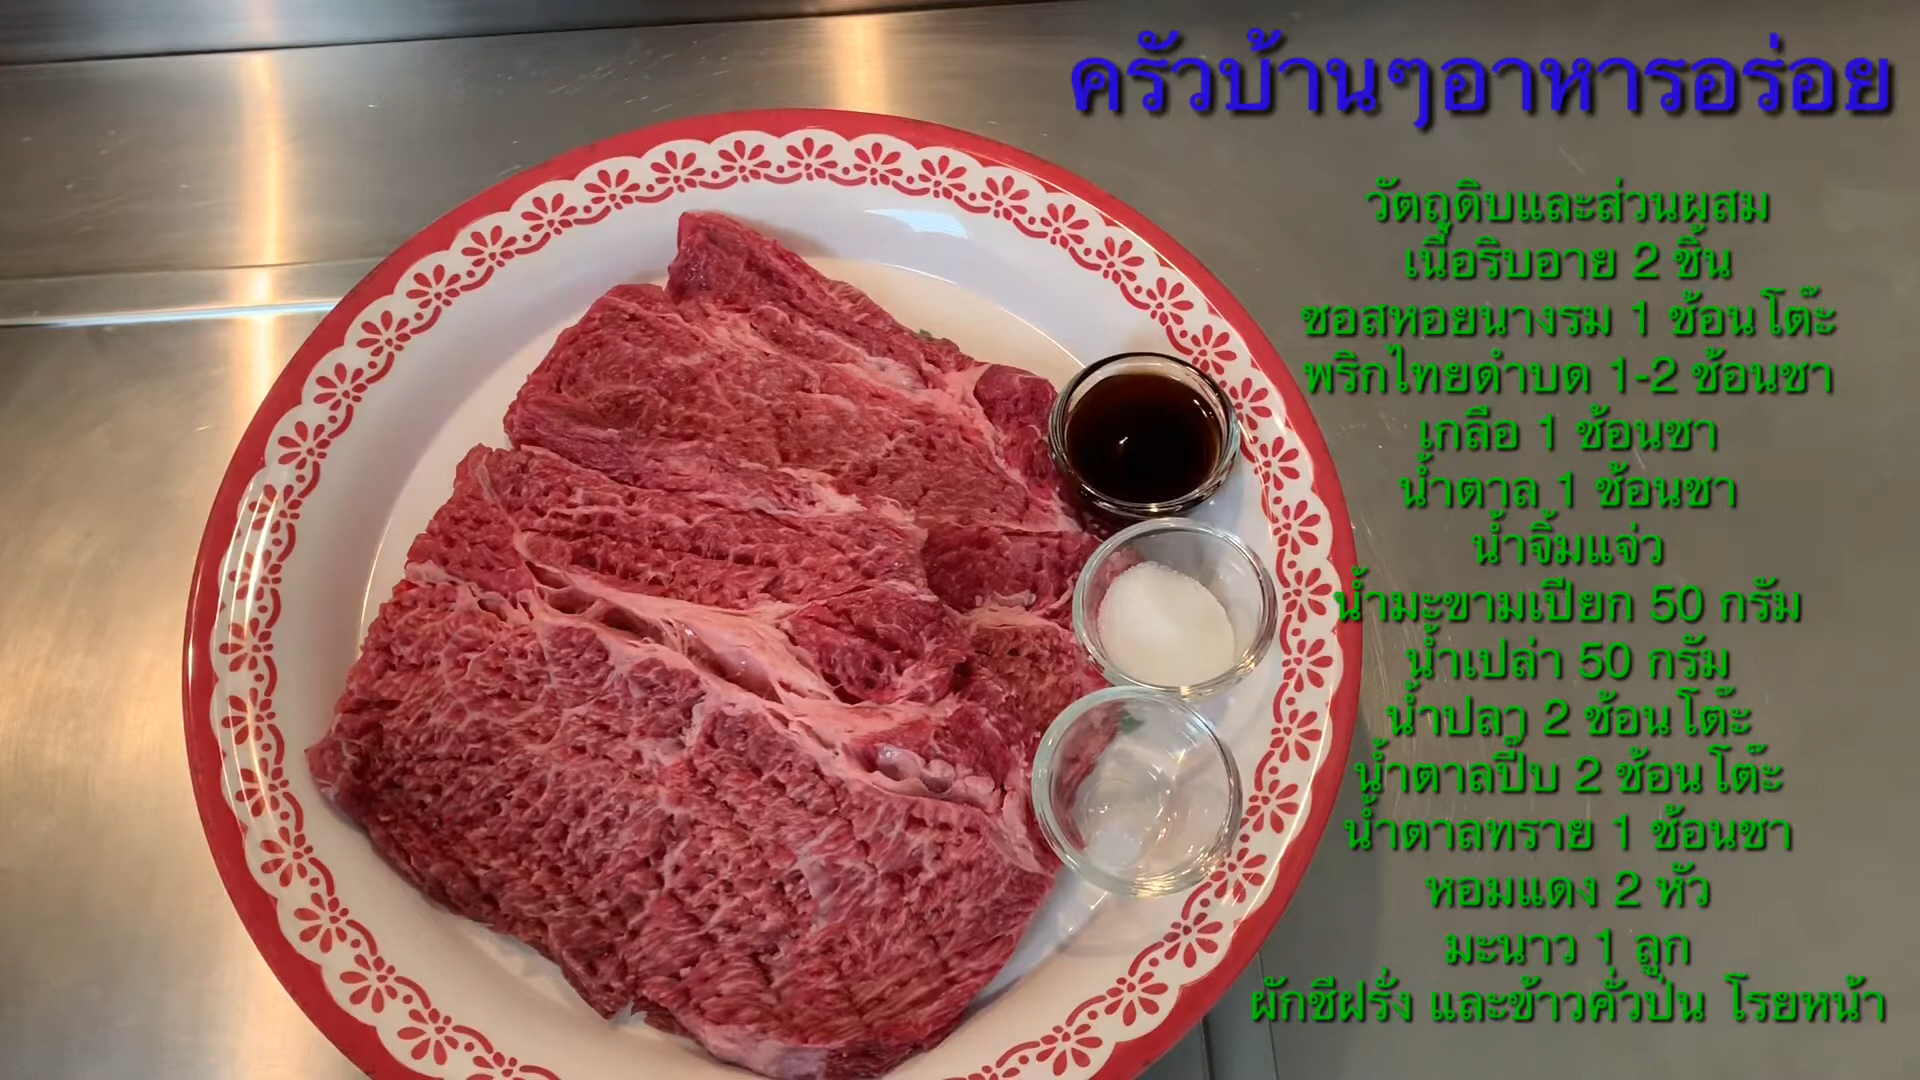 ครัวบ้านๆอาหารอร่อย
วัตถุดิบและส่วนผสม
เนื้อริบอาย 2 ชิ้น
ซอสหอยนางรม 1 ช้อนโต๊ะ
พริกไทยดำบด 1-2 ช้อนชา
เกลือ 1 ช้อนชา
น้ำตาล 1 ช้อนชา
น้ำจิ้มแจ่ว
น้ำมะขามเปียก 50 กรัม
น้ำเปล่า 50 กรัม
น้ำปลา 2 ช้อนโต๊ะ
น้ำตาลปี๊บ 2 ช้อนโต๊ะ
น้ำตาลทราย 1 ช้อนชา
หอมแดง 2 หัว
มะนาว 1 ลูก
ผักชีฝรั่ง และข้าวคั่วป่น โรยหน้า